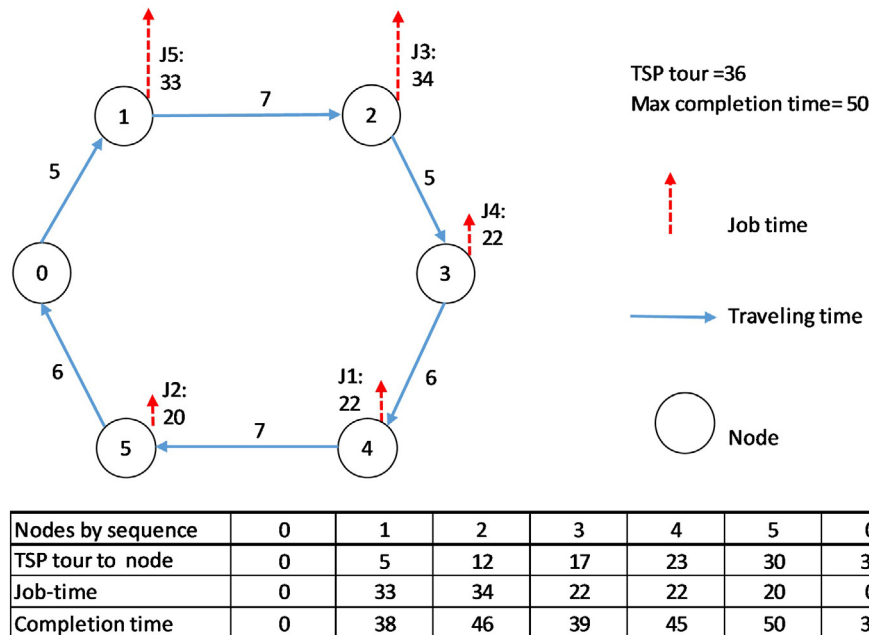 J5:
33
J3:
34
TSP tour =36
Max completion time= 50
1
7
2
5
5
J4:
22
Job time
0
3
Traveling time
6
6
J2:
20
J1:
22
5
7
4
Node
Nodes by sequence 0 1 2 3 4 5
TSP tour to node 0 5 12 17 23 30 3
Job-time 0 33 34 22 22 20
Completion time 0 38 46 39 45 50 3